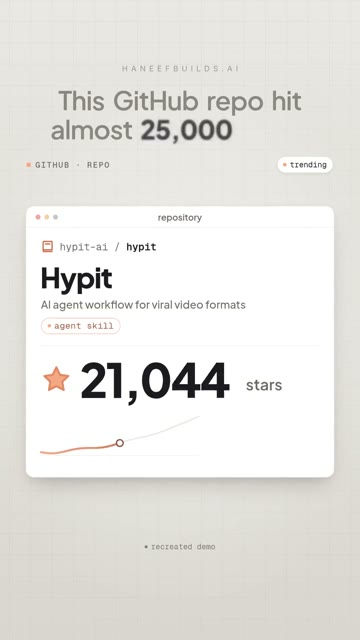 HANEEFBUILDS.AI
This GitHub repo hit
almost 25,000
GITHUB · REPO
trending
repository
hypit-ai / hypit
Hypit
AI agent workflow for viral video formats
agent skill
21,044 stars
recreated demo